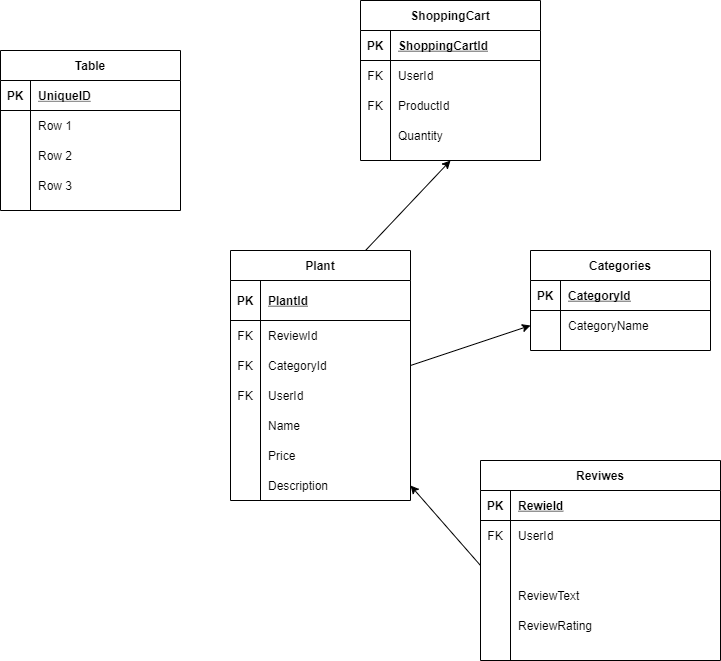 ShoppingCart
PK ShoppingCartId
FK UserId
FK ProductId
Quantity
Table
PK UniqueID
Row 1
Row 2
Row 3
Plant
PK PlantId
FK ReviewId
FK CategoryId
FK UserId
Name
Price
Description
Categories
PK CategoryId
CategoryName
Reviwes
PK RewieId
FK UserId
ReviewText
ReviewRating